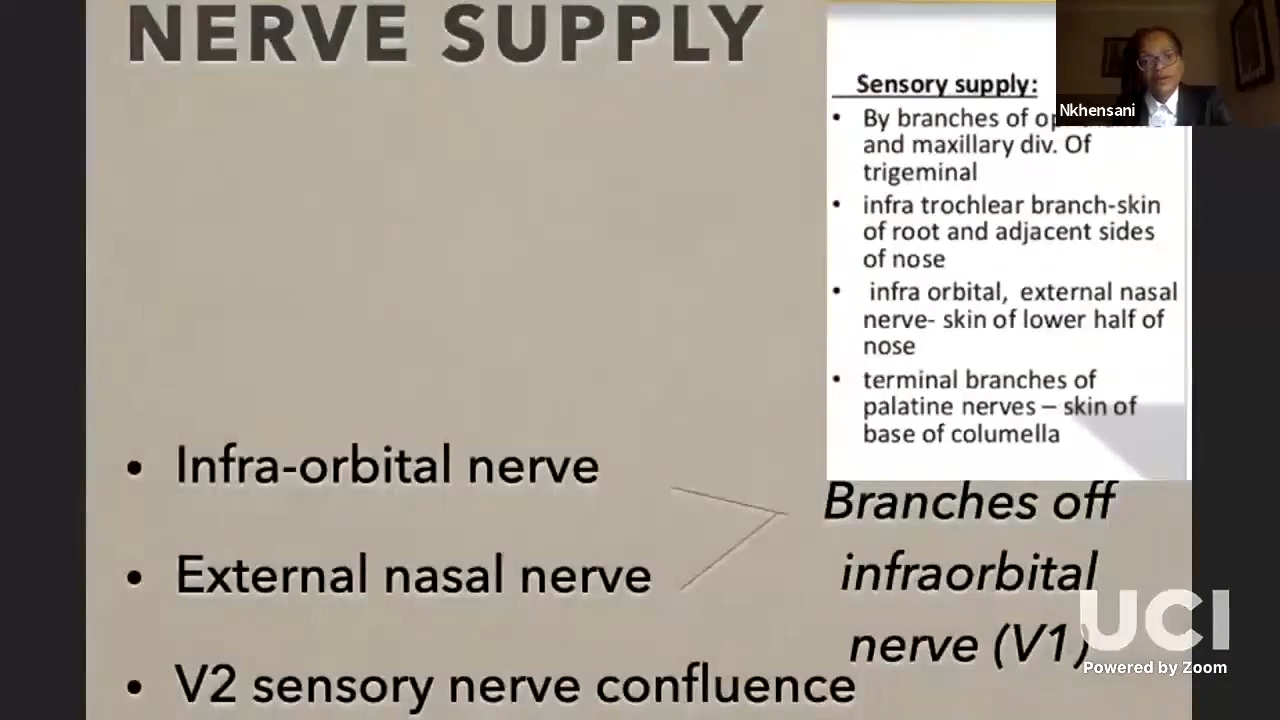 NERVE SUPPLY
Sensory supply:
• By branches of
and maxillary div. Of
trigeminal
• infra trochlear branch-skin
of root and adjacent sides
of nose
• infra orbital, external nasal
nerve- skin of lower half of
nose
• terminal branches of
palatine nerves – skin of
base of columella
• Infra-orbital nerve
• External nasal nerve
• V2 sensory nerve confluence
Branches off
infraorbital
nerve (V1)
Nkhensani
UCI
Powered by Zoom